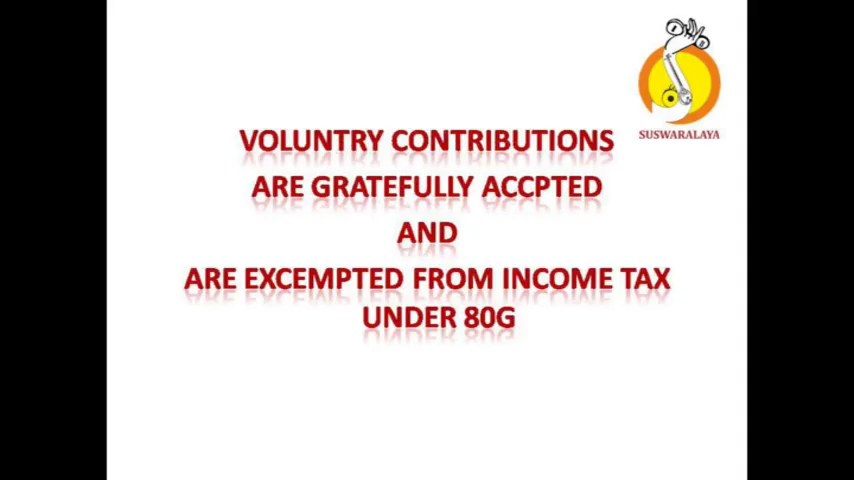 SUSWARALAYA
VOLUNTRY CONTRIBUTIONS
ARE GRATEFULLY ACCPTED
AND
ARE EXCEMPTED FROM INCOME TAX
UNDER 80G